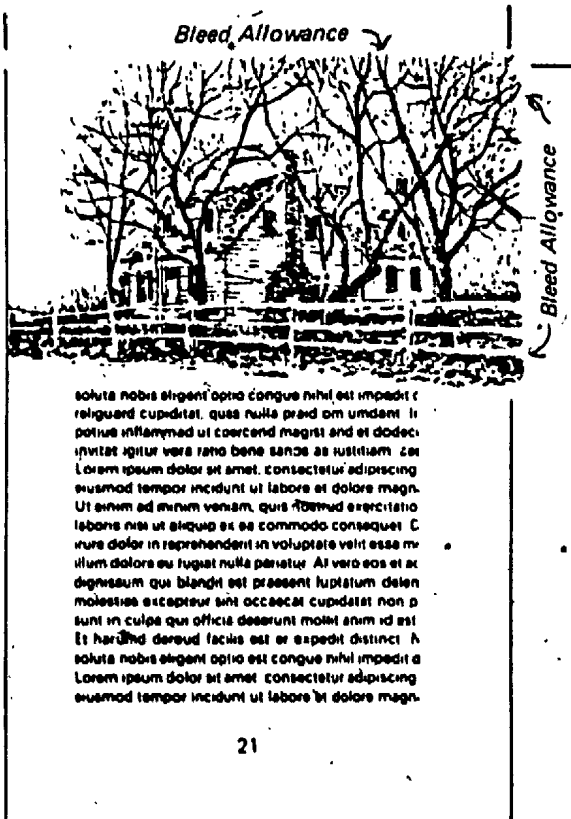 Bleed Allowance
Bleed Allowance
soluta nobis eligent optio congue nihil est impedit d
religuard cupiditat, quas nulla praid om umdant. I
potius inflammad ut coercend magist and et dodeci
invitat igitur vera ratio bene sanos as iustitiam.
Lorem ipsum dolor sit amet, consectetur adipiscing
eiusmod tempor incidunt ut labore et dolore magn
Ut enim ad minim veniam, quis nostrud exercitatio
laboris nisi ut aliquip ex ea commodo consequet. D
irure dolor in reprehenderit in voluptate velit esse m
illum dolore eu fugiat nulla pariatur. At vero eos et ac
dignissum qui blandit est praesent luptatum delen
molestias excepteur sint occaecat cupidatat non p
sunt in culpa qui officia deserunt mollit anim id est
Et harumd dereud facilis est er expedit distinct. N
soluta nobis eligent optio est congue nihil impedit d
Lorem ipsum dolor sit amet, consectetur adipiscing
eiusmod tempor incidunt ut labore et dolore magn
21